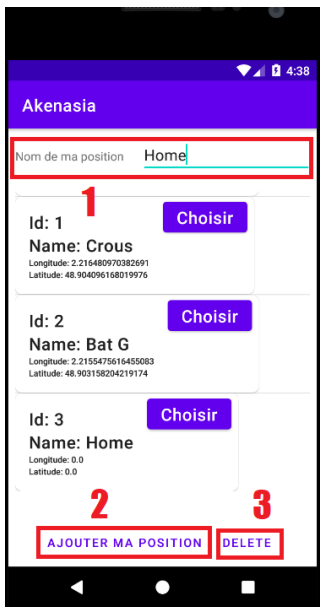 4:38
Akenasia
Nom de ma position Home
1
Id: 1 Choisir
Name: Crous
Longitude: 2.216480970382691
Latitude: 48.904096168019976
Id: 2 Choisir
Name: Bat G
Longitude: 2.2155475616455083
Latitude: 48.903158204219174
Id: 3 Choisir
Name: Home
Longitude: 0.0
Latitude: 0.0
2 3
AJOUTER MA POSITION DELETE